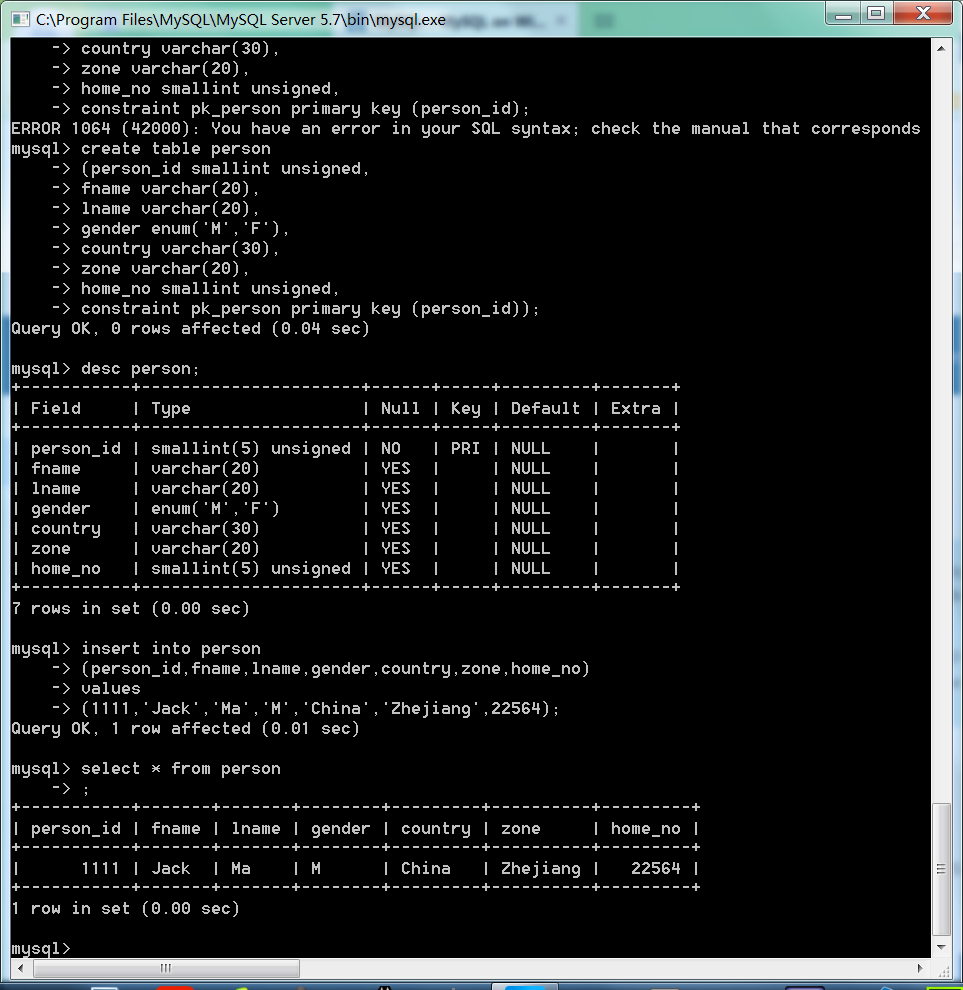 C:\Program Files\MySQL\MySQL Server 5.7\bin\mysql.exe
    -> country varchar(30),
    -> zone varchar(20),
    -> home_no smallint unsigned,
    -> constraint pk_person primary key (person_id);
ERROR 1064 (42000): You have an error in your SQL syntax; check the manual that corresponds
mysql> create table person
    -> (person_id smallint unsigned,
    -> fname varchar(20),
    -> lname varchar(20),
    -> gender enum('M','F'),
    -> country varchar(30),
    -> zone varchar(20),
    -> home_no smallint unsigned,
    -> constraint pk_person primary key (person_id));
Query OK, 0 rows affected (0.04 sec)
mysql> desc person;
+-----------+----------------------+------+-----+---------+-------+
| Field     | Type                 | Null | Key | Default | Extra |
+-----------+----------------------+------+-----+---------+-------+
| person_id | smallint(5) unsigned | NO   | PRI | NULL    |       |
| fname     | varchar(20)          | YES  |     | NULL    |       |
| lname     | varchar(20)          | YES  |     | NULL    |       |
| gender    | enum('M','F')        | YES  |     | NULL    |       |
| country   | varchar(30)          | YES  |     | NULL    |       |
| zone      | varchar(20)          | YES  |     | NULL    |       |
| home_no   | smallint(5) unsigned | YES  |     | NULL    |       |
+-----------+----------------------+------+-----+---------+-------+
7 rows in set (0.00 sec)
mysql> insert into person
    -> (person_id,fname,lname,gender,country,zone,home_no)
    -> values
    -> (1111,'Jack','Ma','M','China','Zhejiang',22564);
Query OK, 1 row affected (0.01 sec)
mysql> select * from person
    -> ;
+-----------+-------+-------+--------+---------+----------+---------+
| person_id | fname | lname | gender | country | zone     | home_no |
+-----------+-------+-------+--------+---------+----------+---------+
|      1111 | Jack  | Ma    | M      | China   | Zhejiang |   22564 |
+-----------+-------+-------+--------+---------+----------+---------+
1 row in set (0.00 sec)
mysql>